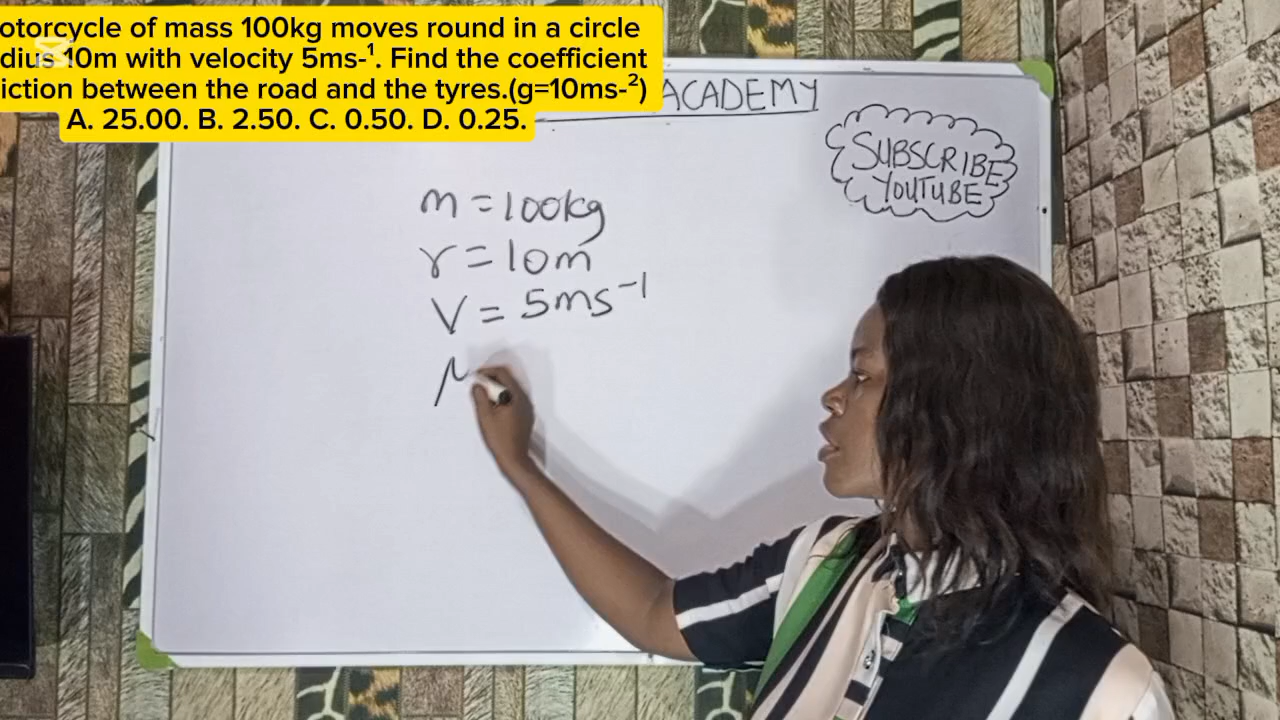 otorcycle of mass 100kg moves round in a circle
dius 10m with velocity 5ms-¹. Find the coefficient
iction between the road and the tyres.(g=10ms-²)
A. 25.00. B. 2.50. C. 0.50. D. 0.25.
ACADEMY
SUBSCRIBE
YOUTUBE
m = 100kg
r = 10m
V = 5ms⁻¹
μ